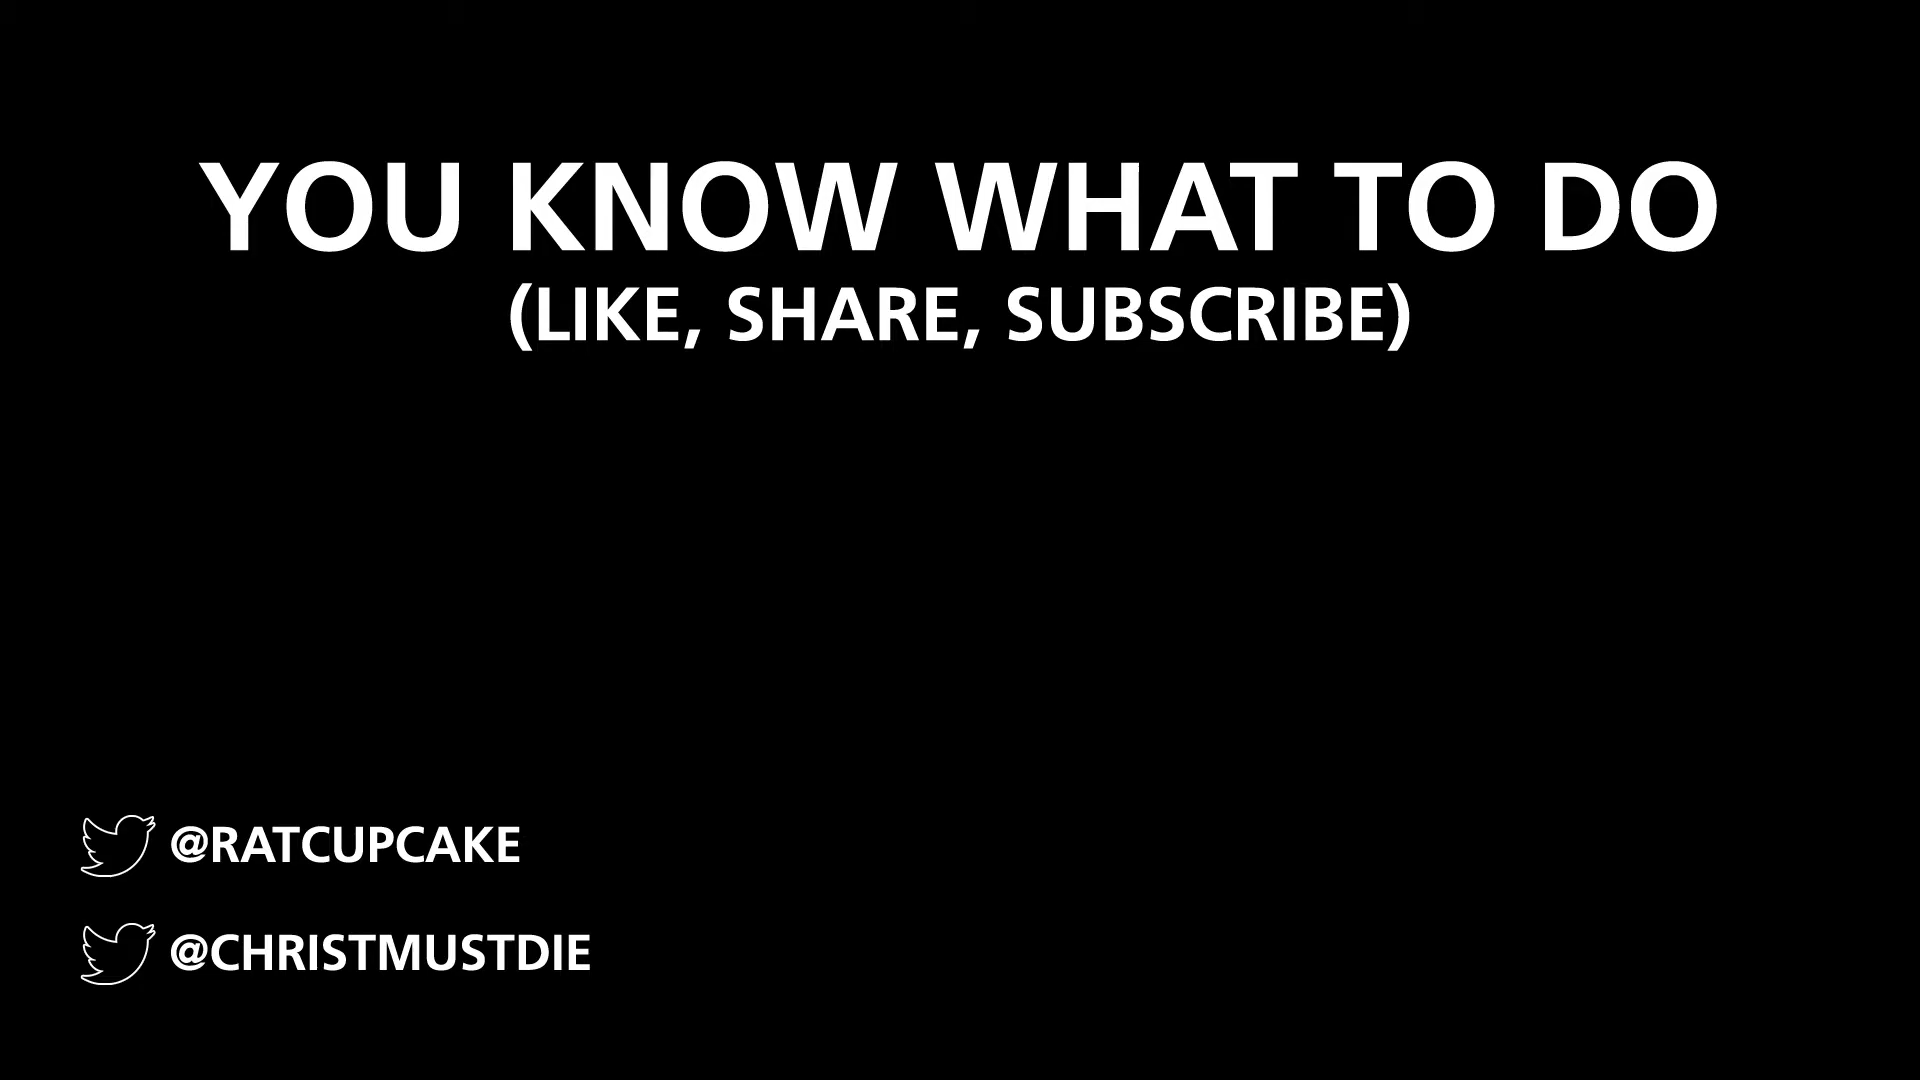 YOU KNOW WHAT TO DO
(LIKE, SHARE, SUBSCRIBE)
@RATCUPCAKE
@CHRISTMUSTDIE